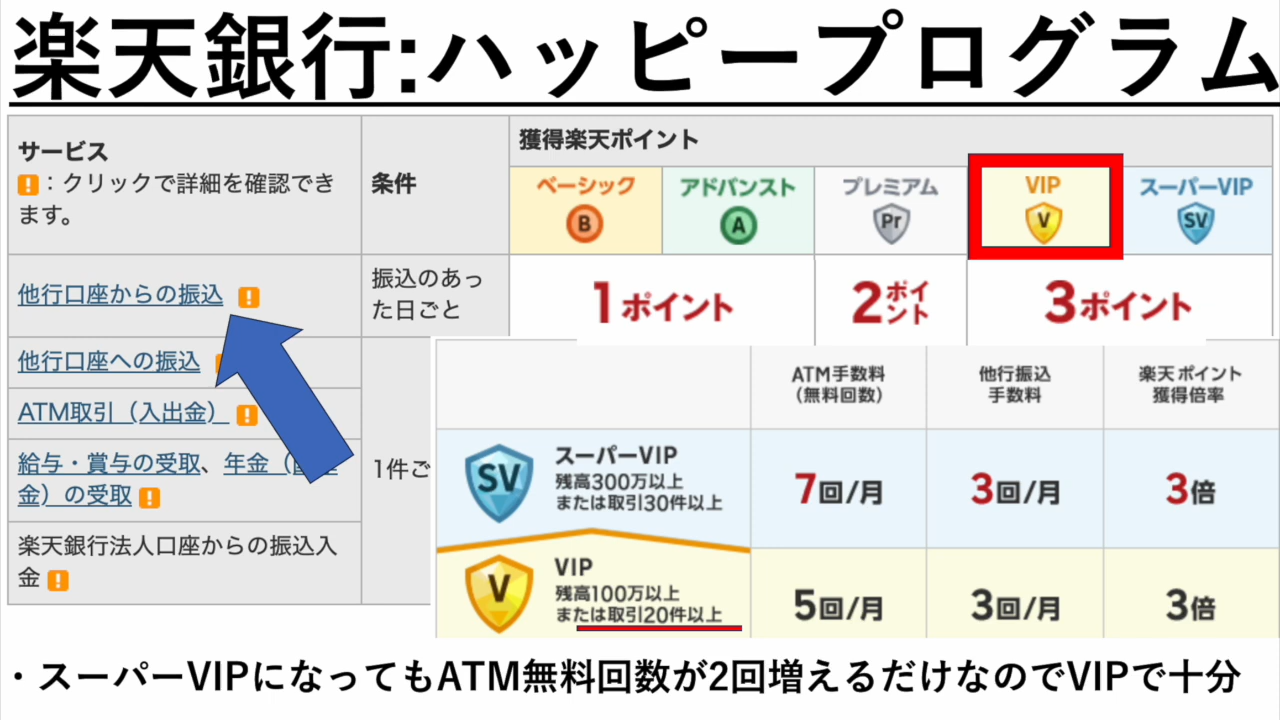 楽天銀行:ハッピープログラム
サービス
!:クリックで詳細を確認でき
ます。
条件
獲得楽天ポイント
ベーシック
B
アドバンスト
A
プレミアム
Pr
VIP
V
スーパーVIP
SV
他行口座からの振込 !
振込のあっ
た日ごと
1ポイント
2ポイ
ント
3ポイント
他行口座への振込
ATM取引(入出金) !
給与・賞与の受取、年金(
金)の受取 !
楽天銀行法人口座からの振込入
金 !
1件ご
ATM手数料
(無料回数)
他行振込
手数料
楽天ポイント
獲得倍率
SV
スーパーVIP
残高300万以上
または取引30件以上
7回/月
3回/月
3倍
V
VIP
残高100万以上
または取引20件以上
5回/月
3回/月
3倍
・スーパーVIPになってもATM無料回数が2回増えるだけなのでVIPで十分